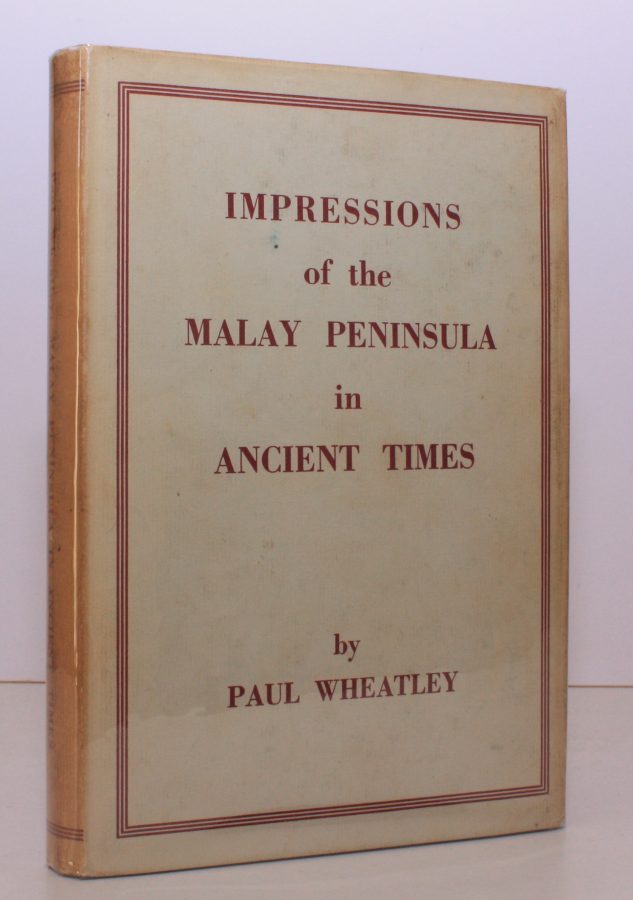 IMPRESSIONS
of the
MALAY PENINSULA
in
ANCIENT TIMES
by
PAUL WHEATLEY